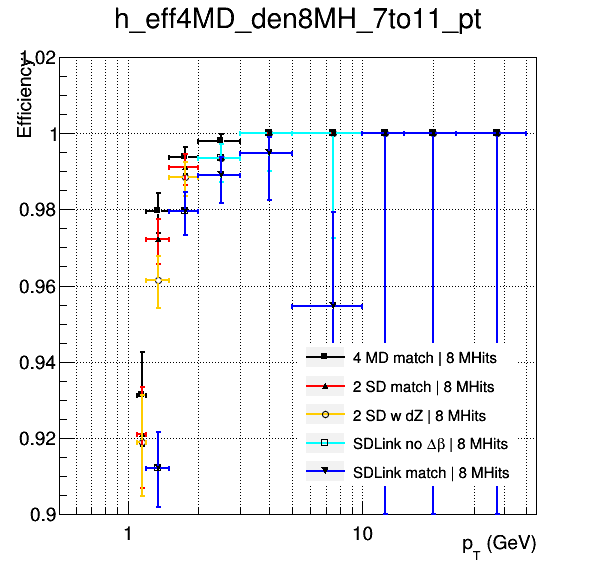 h_eff4MD_den8MH_7to11_pt
Efficiency
1.02
1
0.98
0.96
0.94
0.92
0.9
4 MD match | 8 MHits
2 SD match | 8 MHits
2 SD w dZ | 8 MHits
SDLink no Δβ | 8 MHits
SDLink match | 8 MHits
1
10
p_T (GeV)